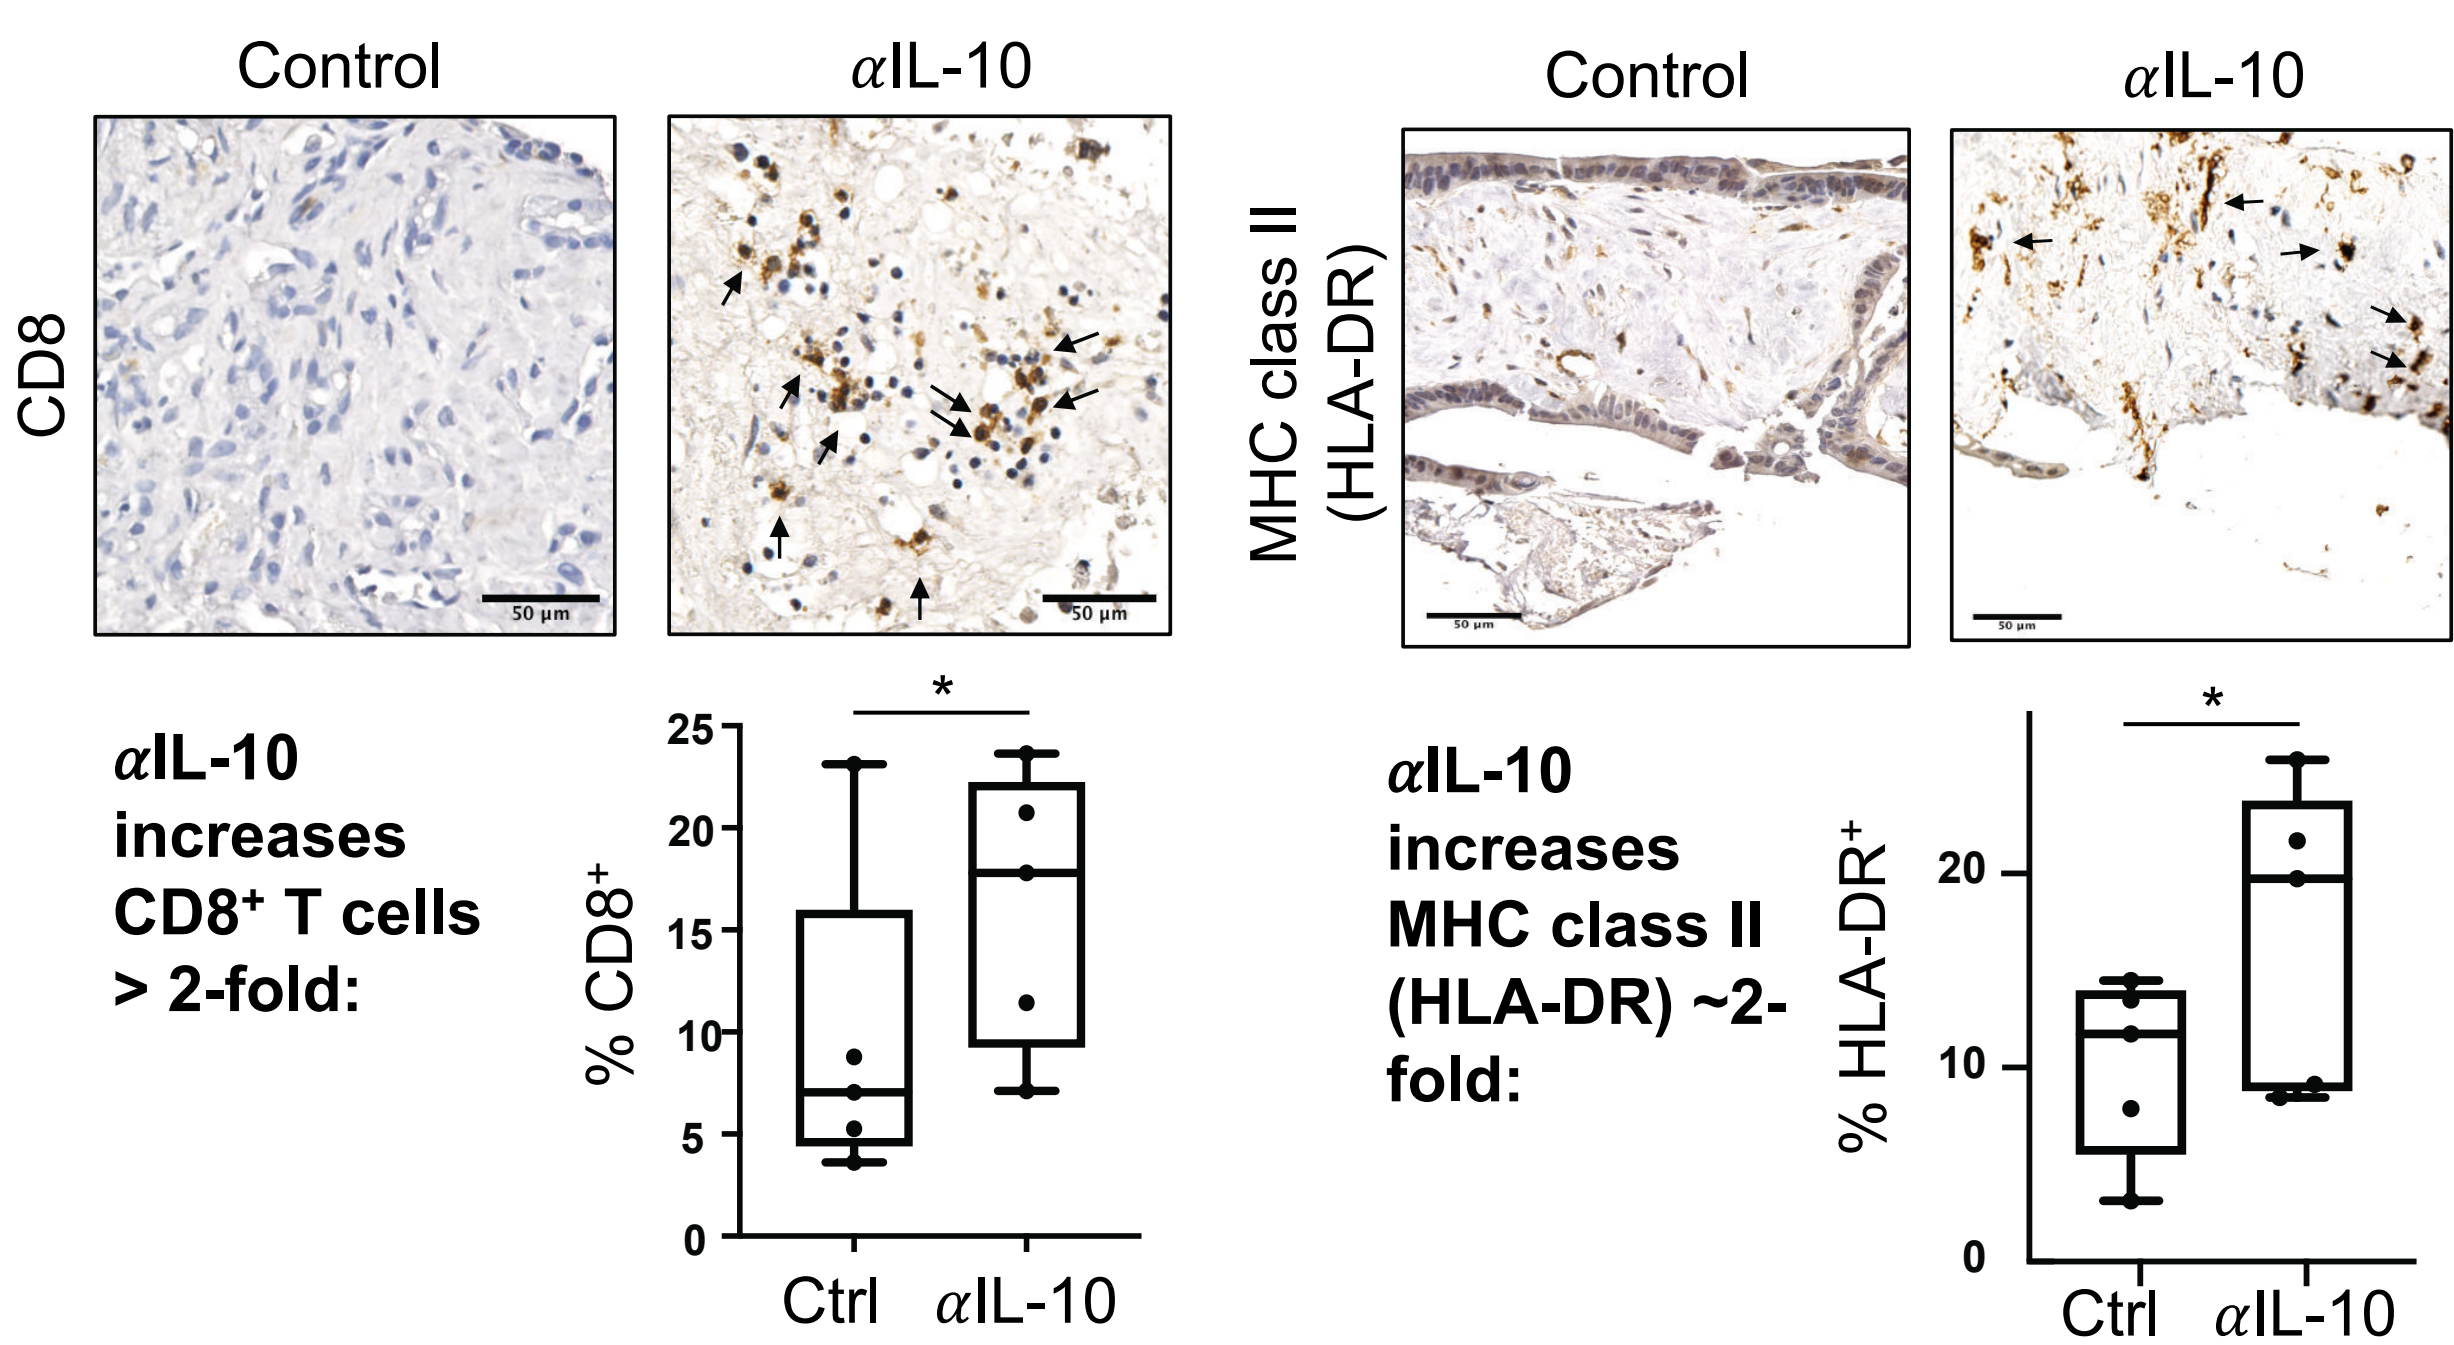 Control
αIL-10
Control
αIL-10
CD8
50 μm
50 μm
MHC class II
(HLA-DR)
50 μm
50 μm
αIL-10
increases
CD8⁺ T cells
> 2-fold:
*
% CD8⁺
25
20
15
10
5
0
Ctrl
αIL-10
αIL-10
increases
MHC class II
(HLA-DR) ~2-
fold:
*
% HLA-DR⁺
20
10
0
Ctrl
αIL-10